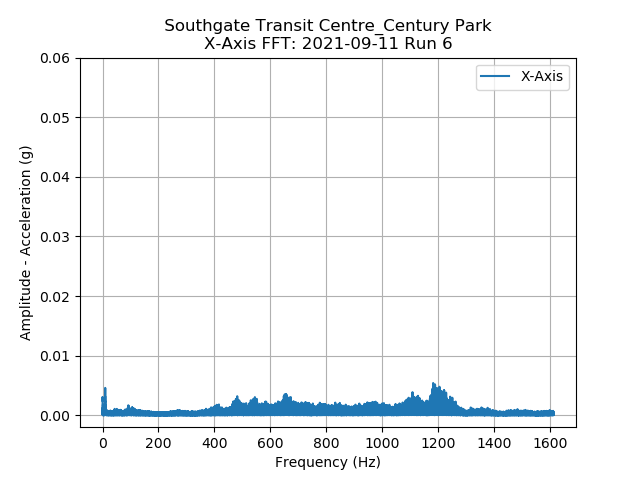 Southgate Transit Centre_Century Park
X-Axis FFT: 2021-09-11 Run 6
X-Axis
0.06
0.05
0.04
0.03
0.02
0.01
0.00
Amplitude - Acceleration (g)
0 200 400 600 800 1000 1200 1400 1600
Frequency (Hz)